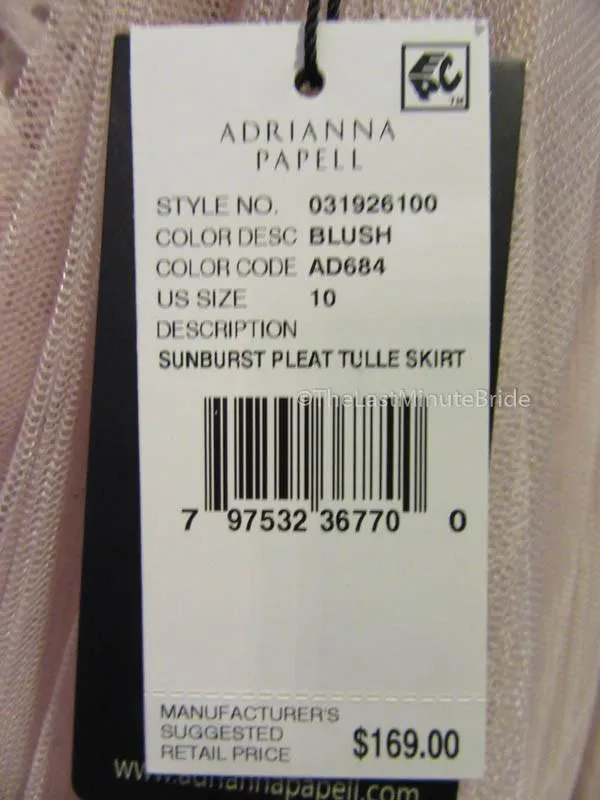 ADRIANNA
PAPELL
STYLE NO. 031926100
COLOR DESC BLUSH
COLOR CODE AD684
US SIZE 10
DESCRIPTION
SUNBURST PLEAT TULLE SKIRT
©TheLastMinuteBride
7 97532 36770 0
MANUFACTURER'S
SUGGESTED
RETAIL PRICE $169.00
www.adriannapapell.com